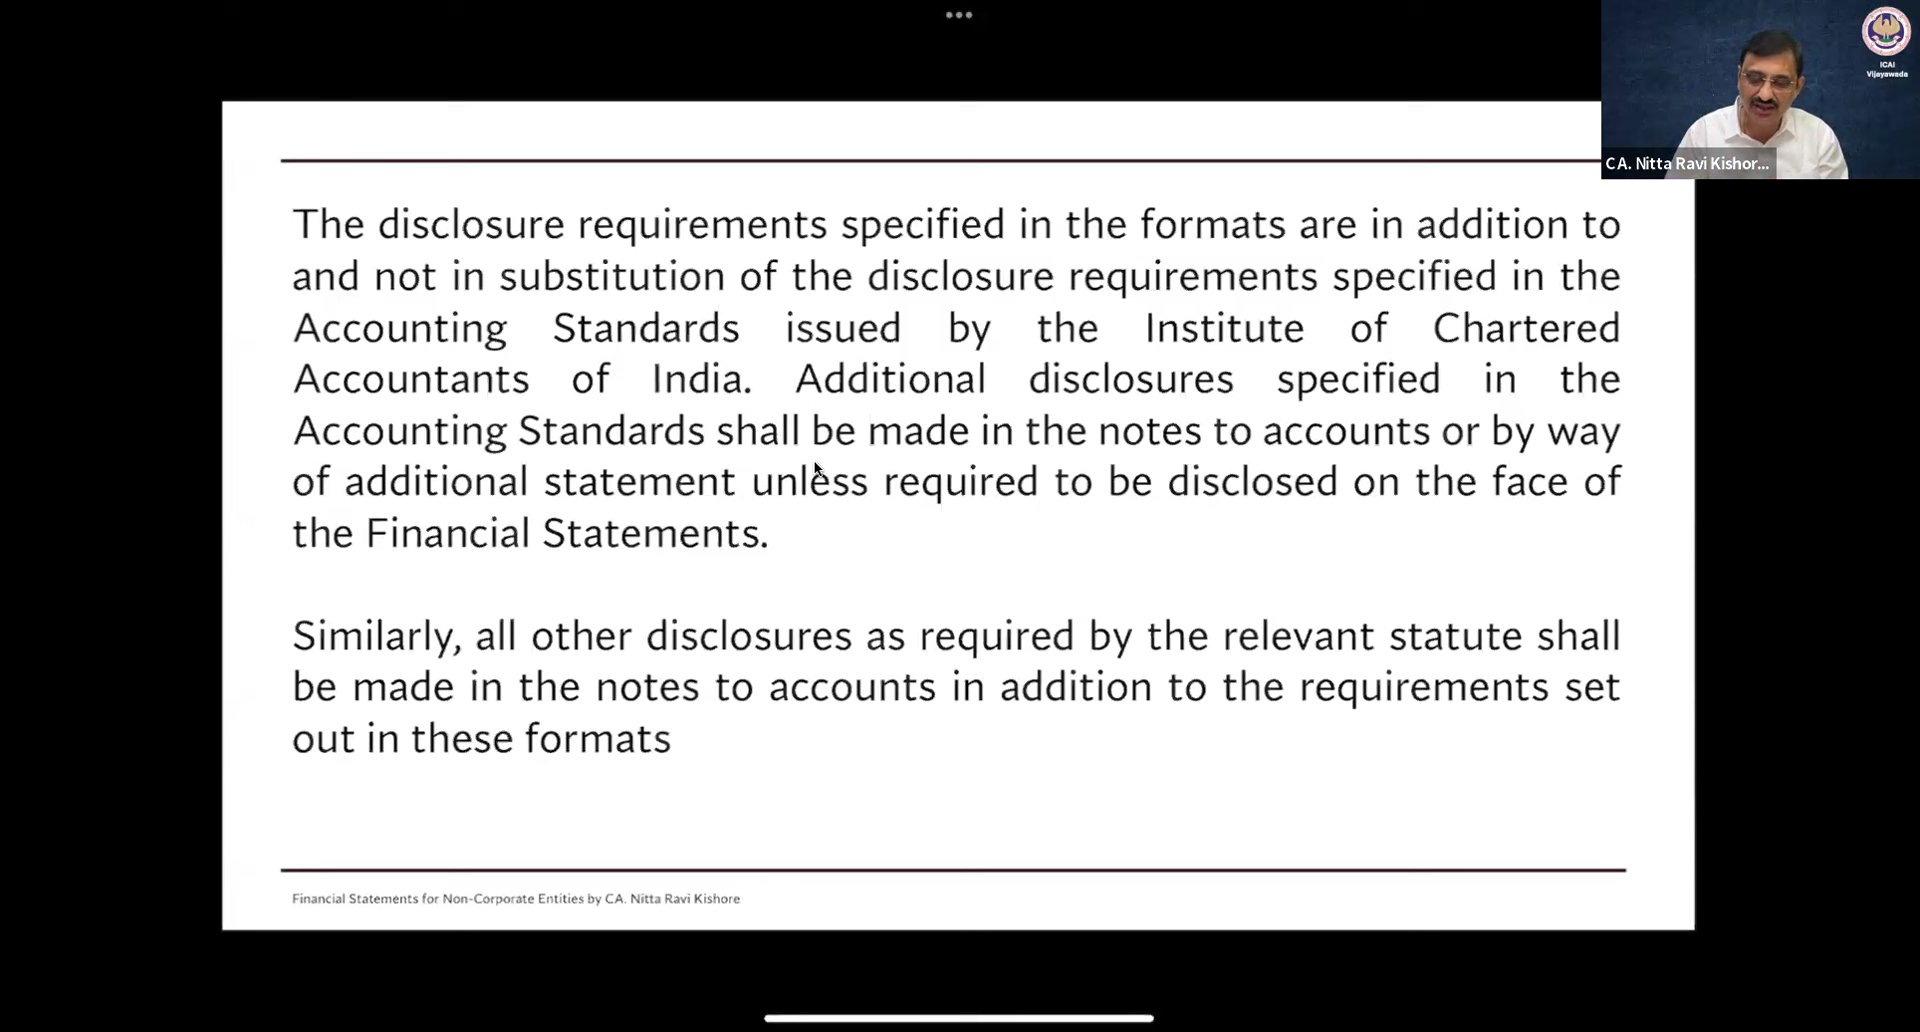 ICAI
Vijayawada
CA. Nitta Ravi Kishor...
The disclosure requirements specified in the formats are in addition to
and not in substitution of the disclosure requirements specified in the
Accounting Standards issued by the Institute of Chartered
Accountants of India. Additional disclosures specified in the
Accounting Standards shall be made in the notes to accounts or by way
of additional statement unless required to be disclosed on the face of
the Financial Statements.
Similarly, all other disclosures as required by the relevant statute shall
be made in the notes to accounts in addition to the requirements set
out in these formats
Financial Statements for Non-Corporate Entities by CA. Nitta Ravi Kishore